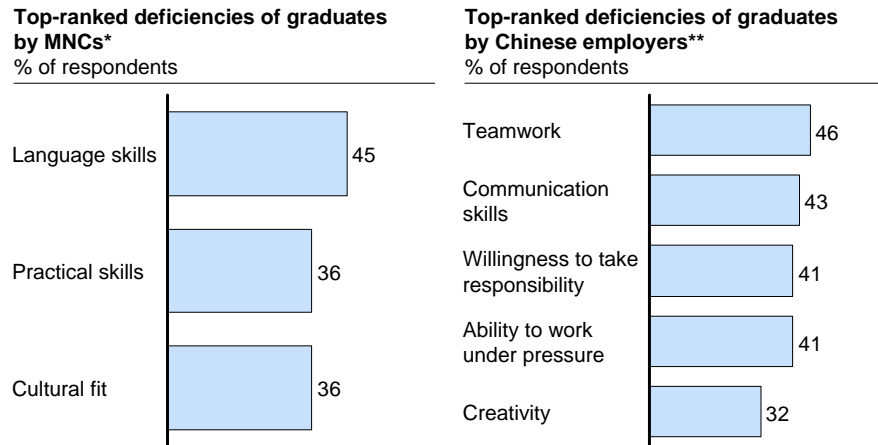 Top-ranked deficiencies of graduates
by MNCs*
% of respondents
Language skills
45
Practical skills
36
Cultural fit
36
Top-ranked deficiencies of graduates
by Chinese employers**
% of respondents
Teamwork
46
Communication
skills
43
Willingness to take
responsibility
41
Ability to work
under pressure
41
Creativity
32